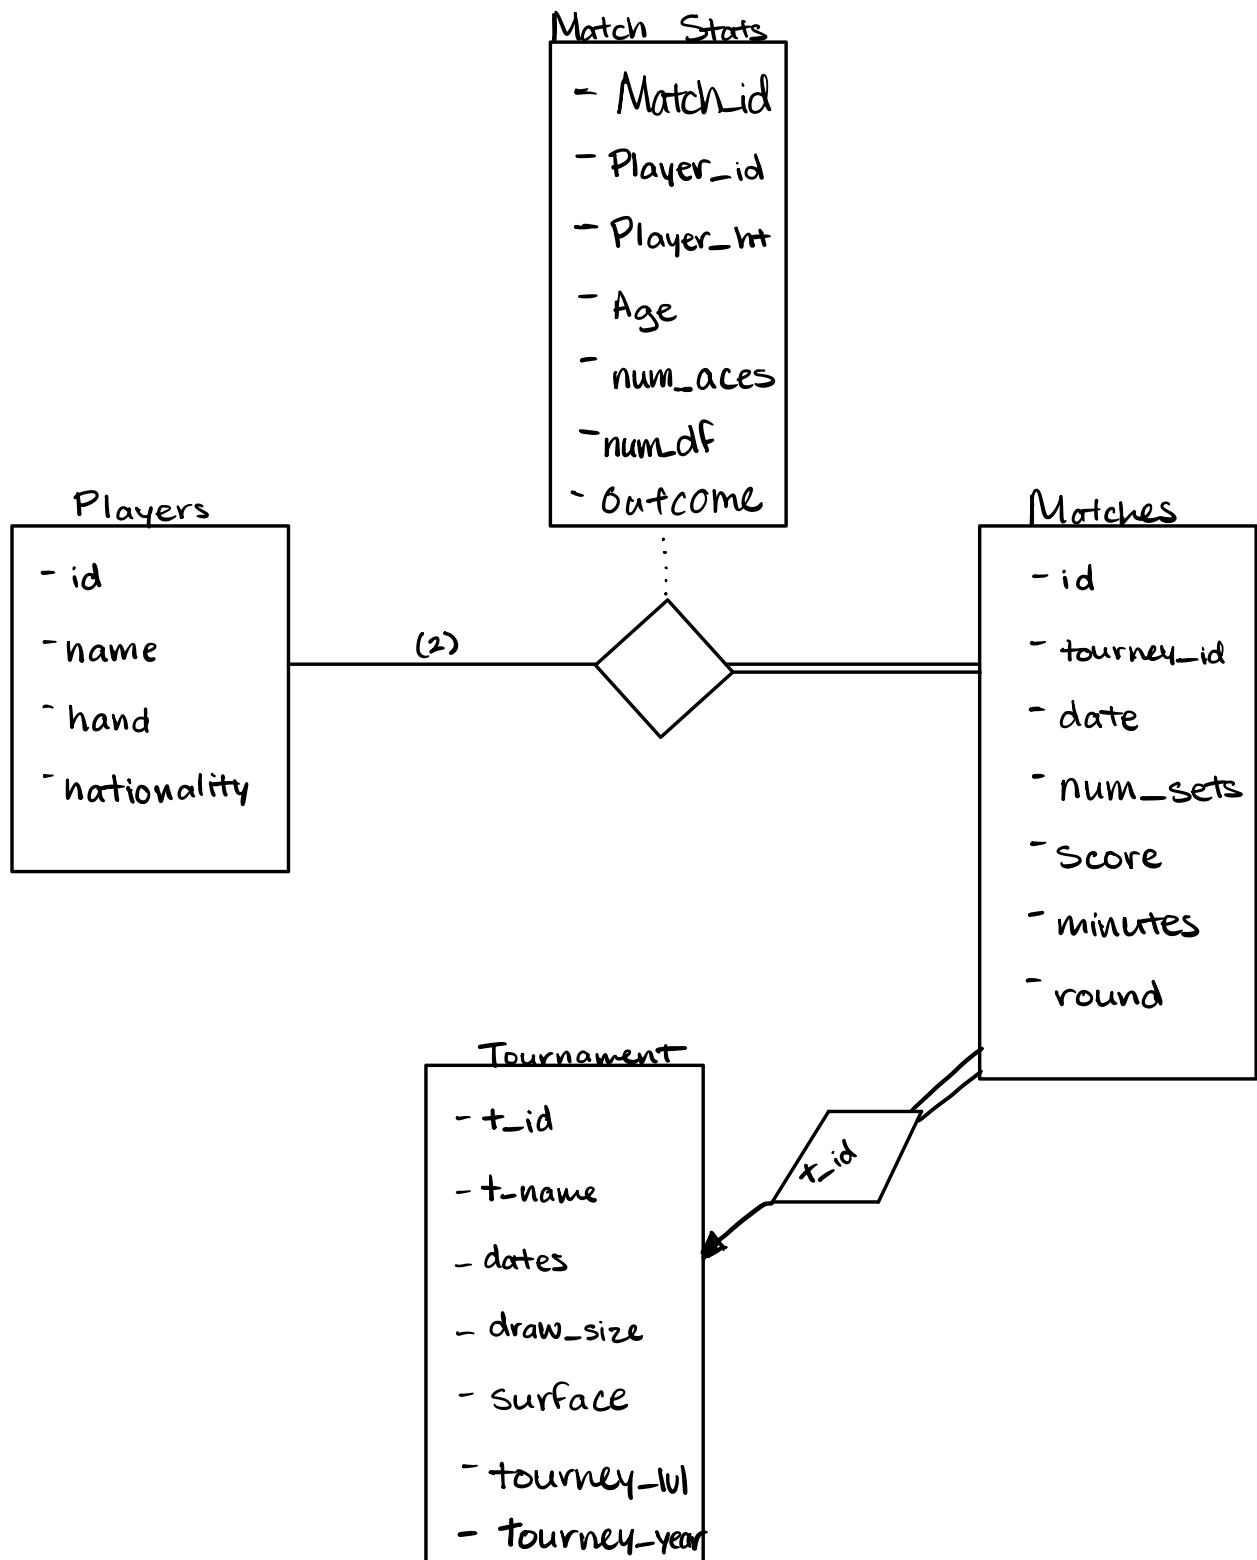 Match Stats
- Match_id
- Player_id
- Player_ht
- Age
- num_aces
- num_df
- Outcome
Players
- id
- name
- hand
- nationality
(2)
Matches
- id
- tourney_id
- date
- num_sets
- Score
- minutes
- round
t_id
Tournament
- t_id
- t_name
- dates
- draw_size
- surface
- tourney_lvl
- tourney_year